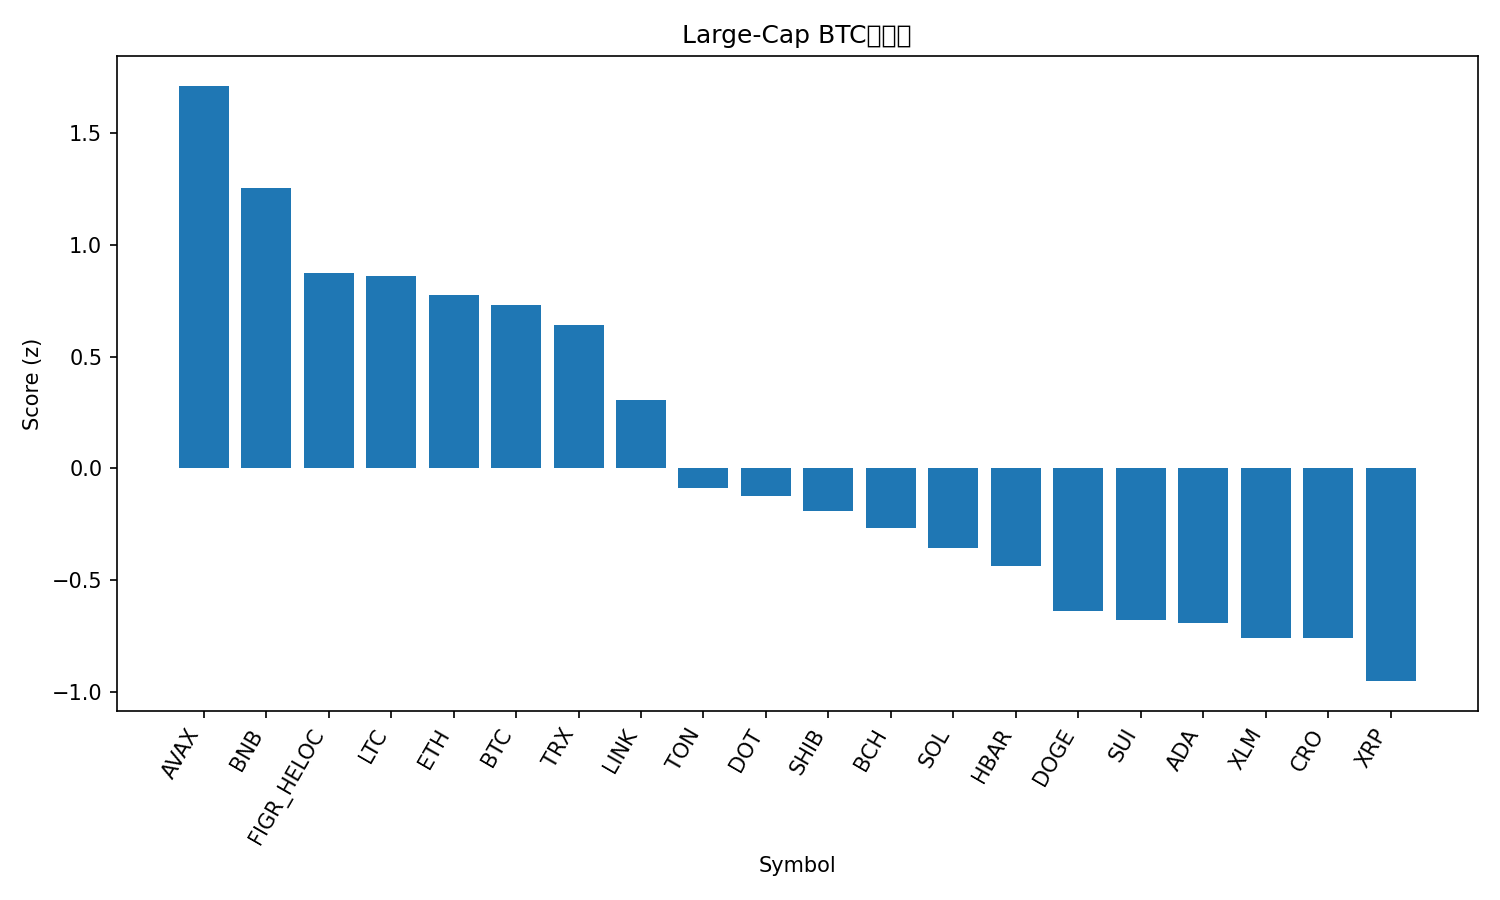 Large-Cap BTC
Score (z)
1.5
1.0
0.5
0.0
−0.5
−1.0
AVAX
BNB
FIGR_HELOC
LTC
ETH
BTC
TRX
LINK
TON
DOT
SHIB
BCH
SOL
HBAR
DOGE
SUI
ADA
XLM
CRO
XRP
Symbol